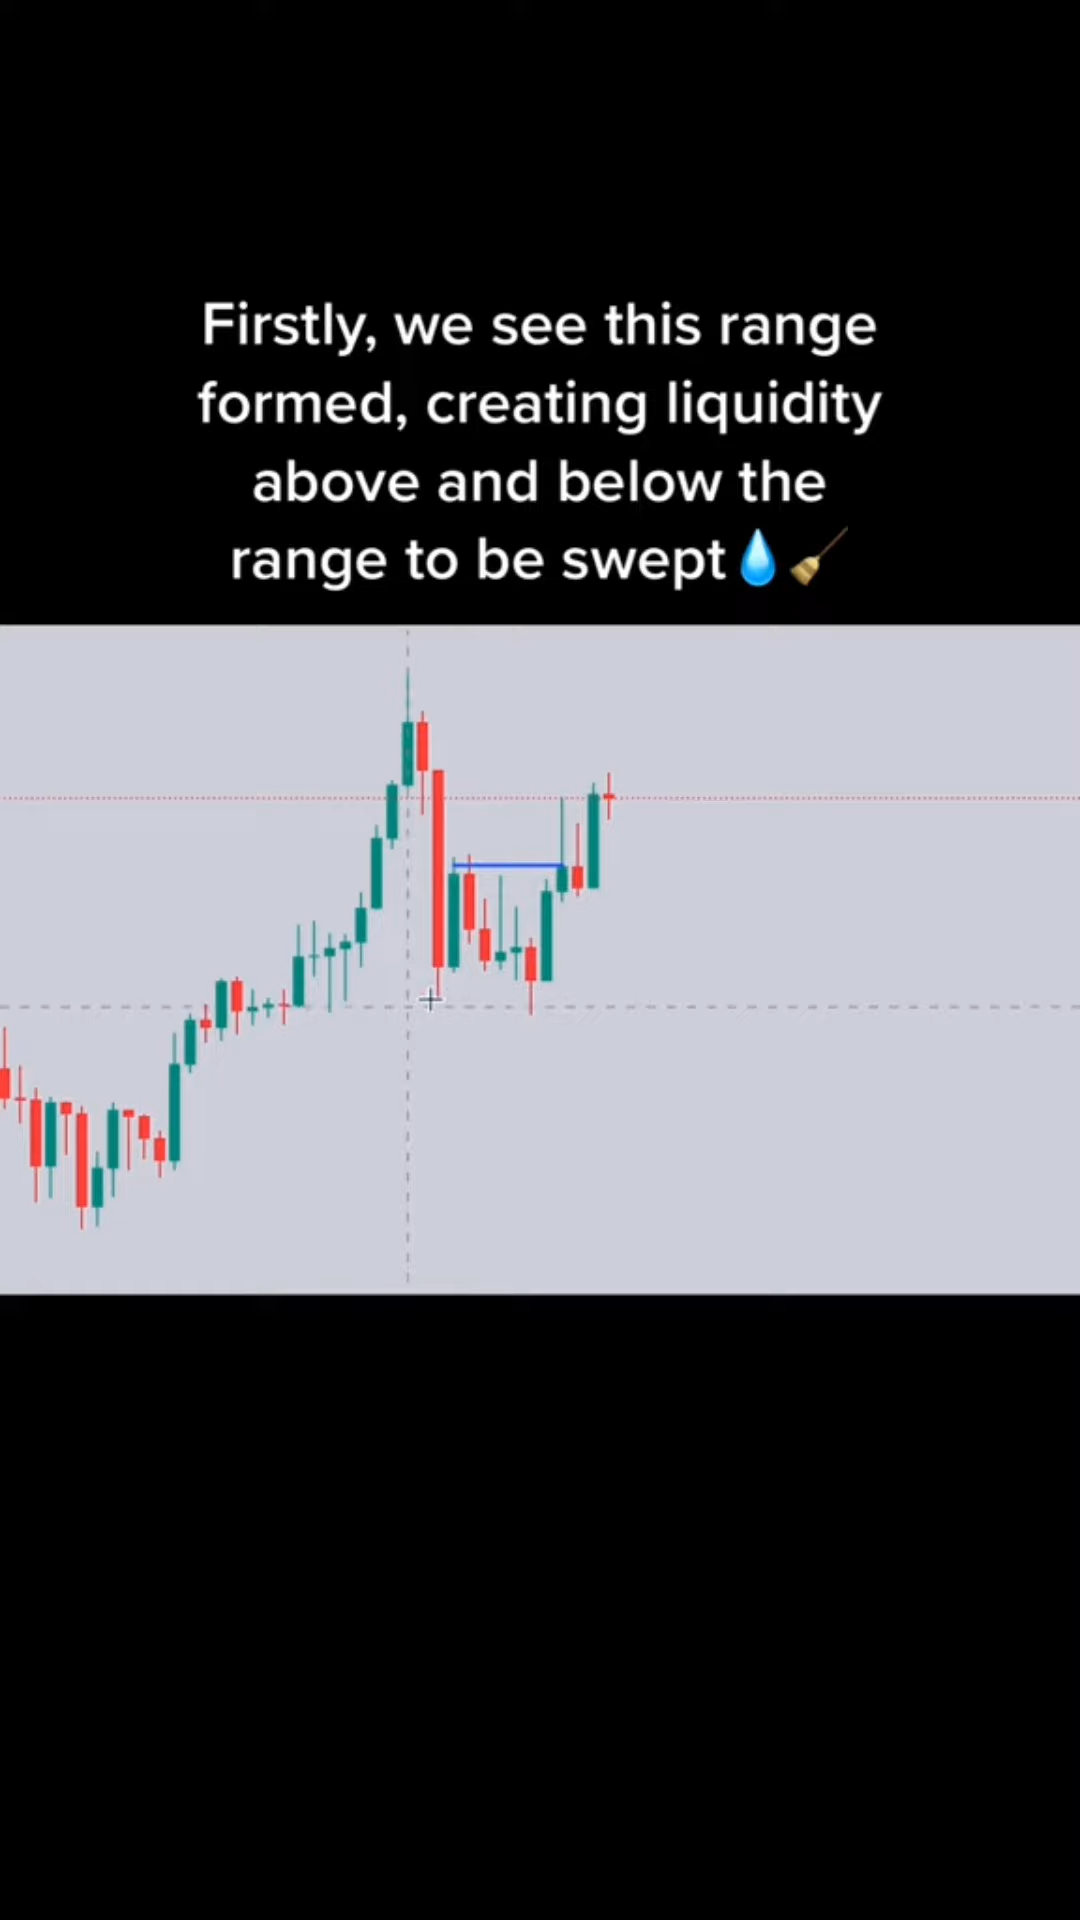 Firstly, we see this range
formed, creating liquidity
above and below the
range to be swept💧🧹